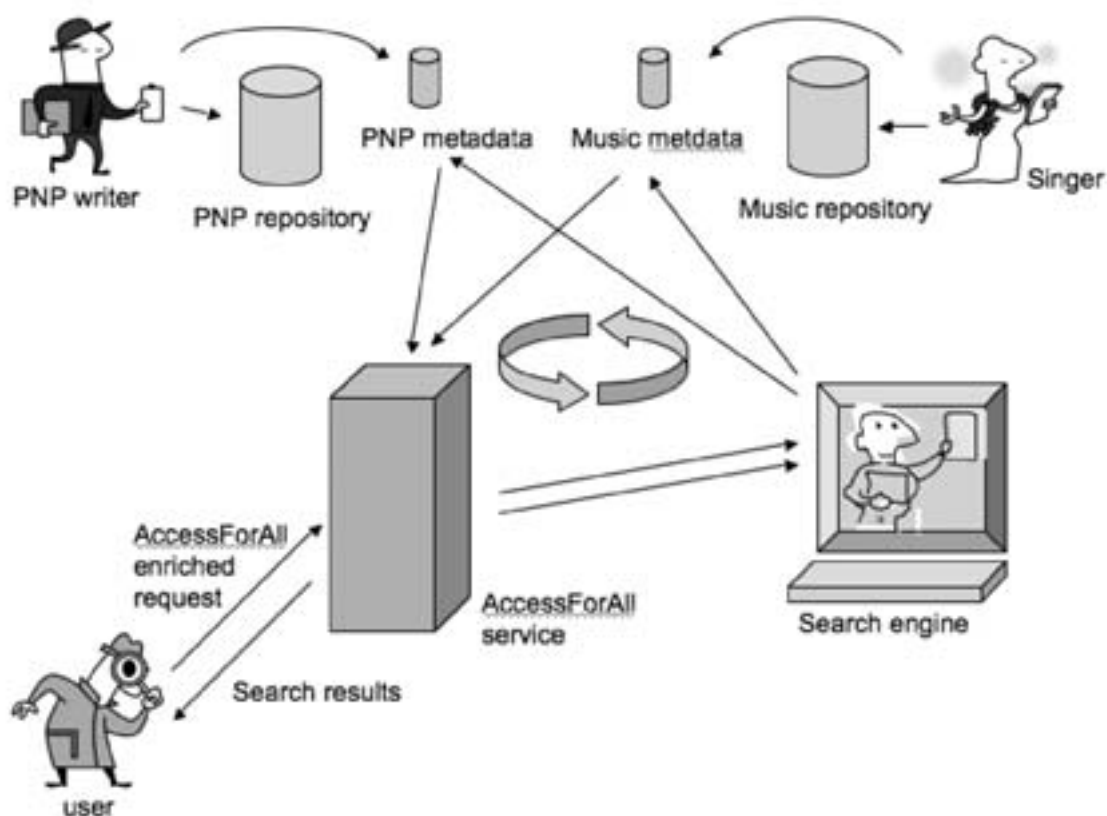 PNP metadata
Music metdata
PNP writer
Singer
PNP repository
Music repository
AccessForAll
enriched
request
AccessForAll
service
Search engine
Search results
user